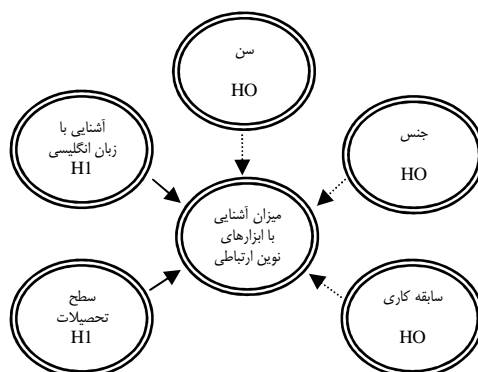 سن
HO
آشنایی با
زبان انگلیسی
H1
جنس
HO
میزان آشنایی
با ابزارهای
نوین ارتباطی
سطح
تحصیلات
H1
سابقه کاری
HO